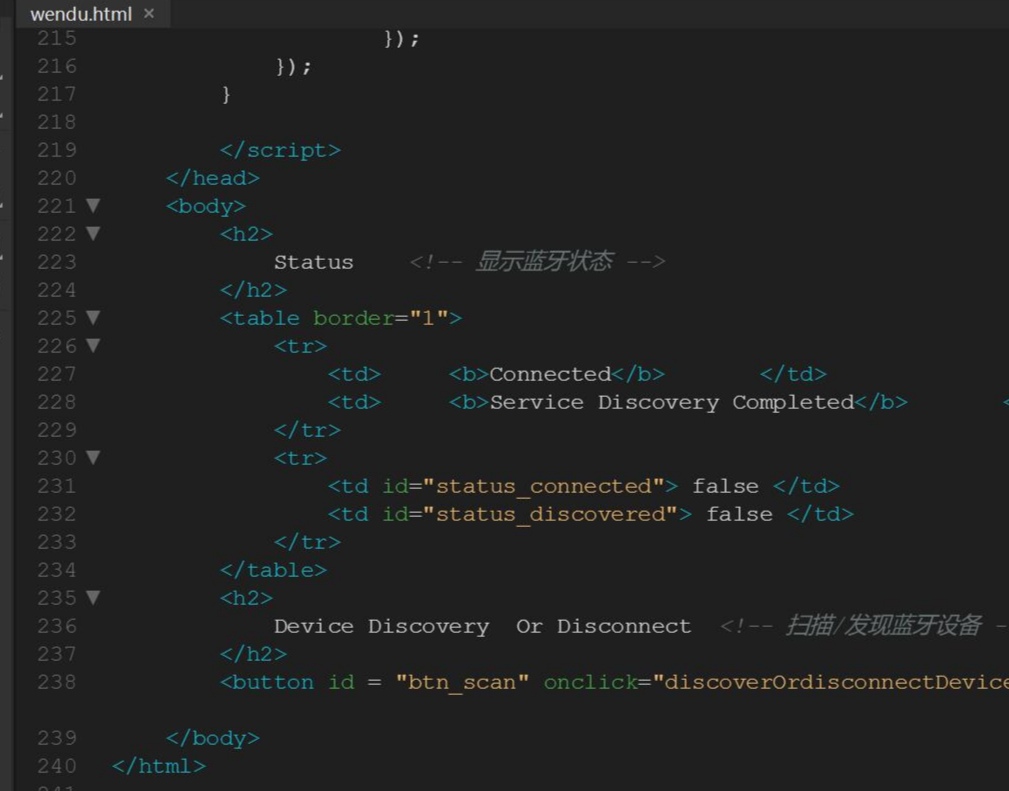 wendu.html ×
215 });
216 });
217 }
218
219 </script>
220 </head>
221 <body>
222 <h2>
223 Status <!-- 显示蓝牙状态 -->
224 </h2>
225 <table border="1">
226 <tr>
227 <td> <b>Connected</b> </td>
228 <td> <b>Service Discovery Completed</b> <
229 </tr>
230 <tr>
231 <td id="status_connected"> false </td>
232 <td id="status_discovered"> false </td>
233 </tr>
234 </table>
235 <h2>
236 Device Discovery Or Disconnect <!-- 扫描/发现蓝牙设备 -
237 </h2>
238 <button id = "btn_scan" onclick="discoverOrdisconnectDevice
239 </body>
240 </html>